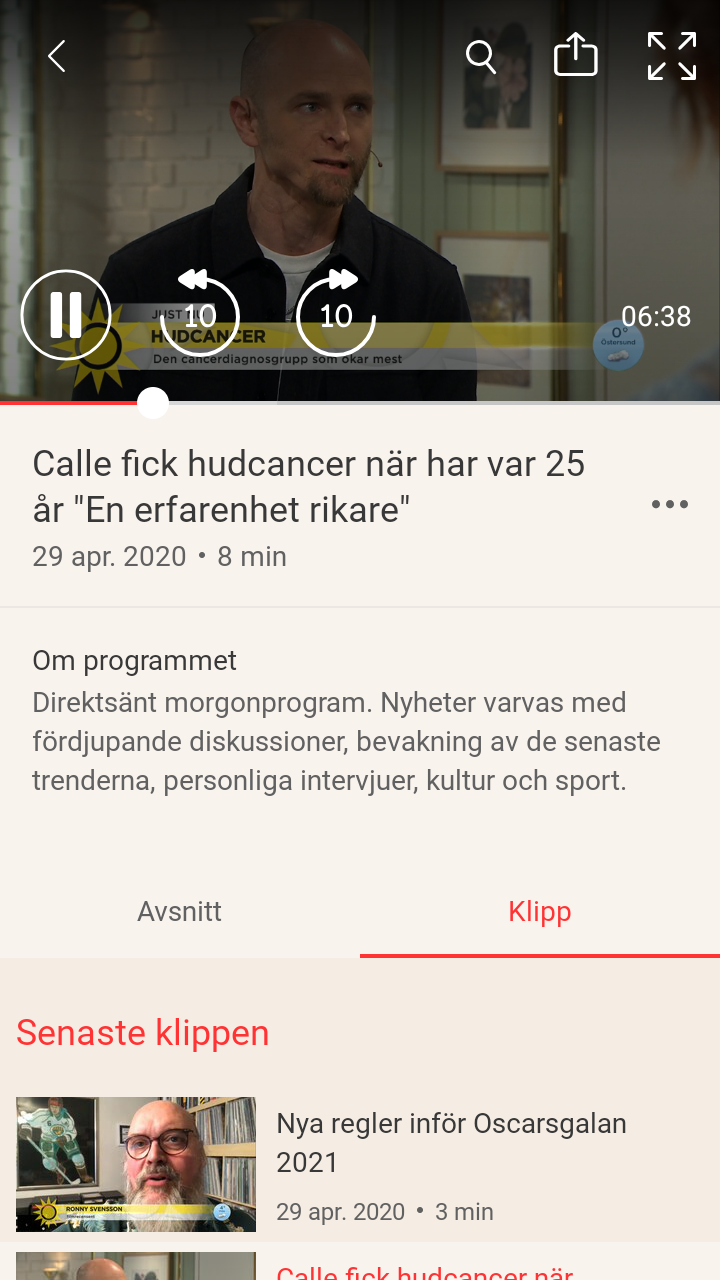 10
10
06:38
JUST NU
HUDCANCER
Den cancerdiagnosgrupp som ökar mest
0°
Östersund
Calle fick hudcancer när har var 25
år "En erfarenhet rikare"
29 apr. 2020 • 8 min
Om programmet
Direktsänt morgonprogram. Nyheter varvas med
fördjupande diskussioner, bevakning av de senaste
trenderna, personliga intervjuer, kultur och sport.
Avsnitt
Klipp
Senaste klippen
Nya regler inför Oscarsgalan
2021
29 apr. 2020 • 3 min
RONNY SVENSSON
Calle fick hudcancer när